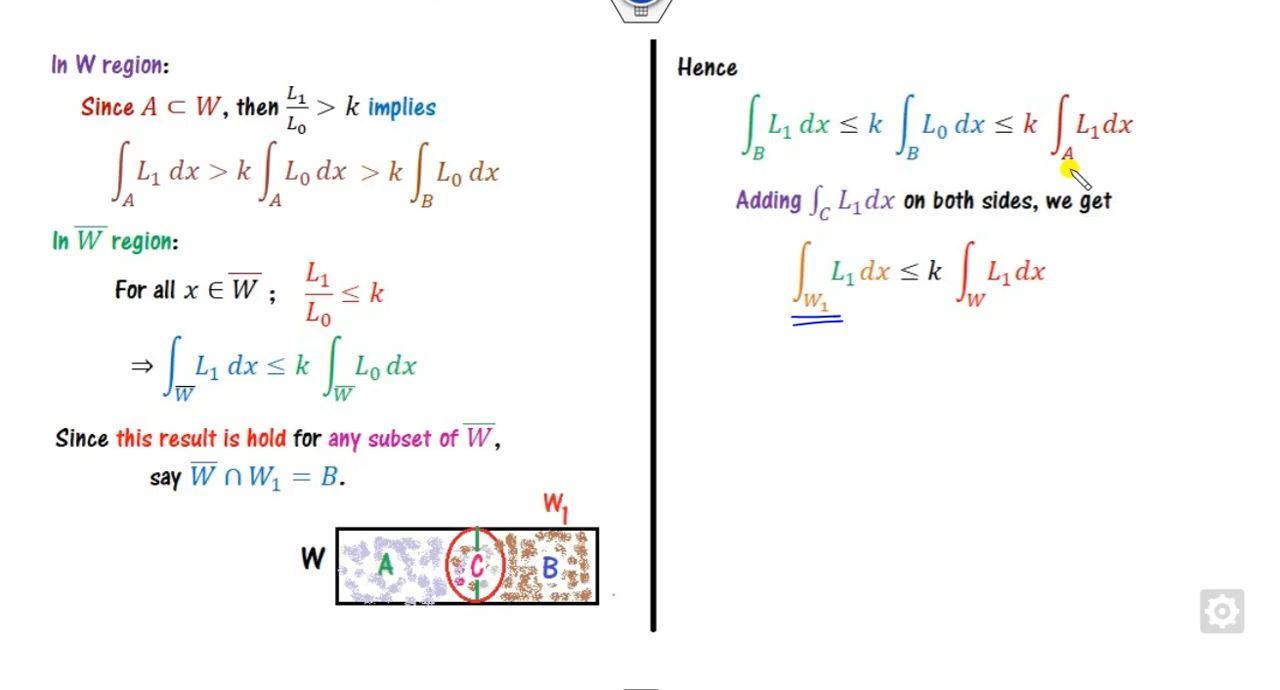 In W region:
Since A ⊂ W, then L₁/L₀ > k implies
∫_A L₁ dx > k ∫_A L₀ dx > k ∫_B L₀ dx
In W̅ region:
For all x ∈ W̅ ; L₁/L₀ ≤ k
⇒ ∫_W̅ L₁ dx ≤ k ∫_W̅ L₀ dx
Since this result is hold for any subset of W̅,
say W̅ ∩ W₁ = B.
W₁
W A C B
Hence
∫_B L₁ dx ≤ k ∫_B L₀ dx ≤ k ∫_A L₁dx
Adding ∫_C L₁dx on both sides, we get
∫_W₁ L₁ dx ≤ k ∫_W L₁dx